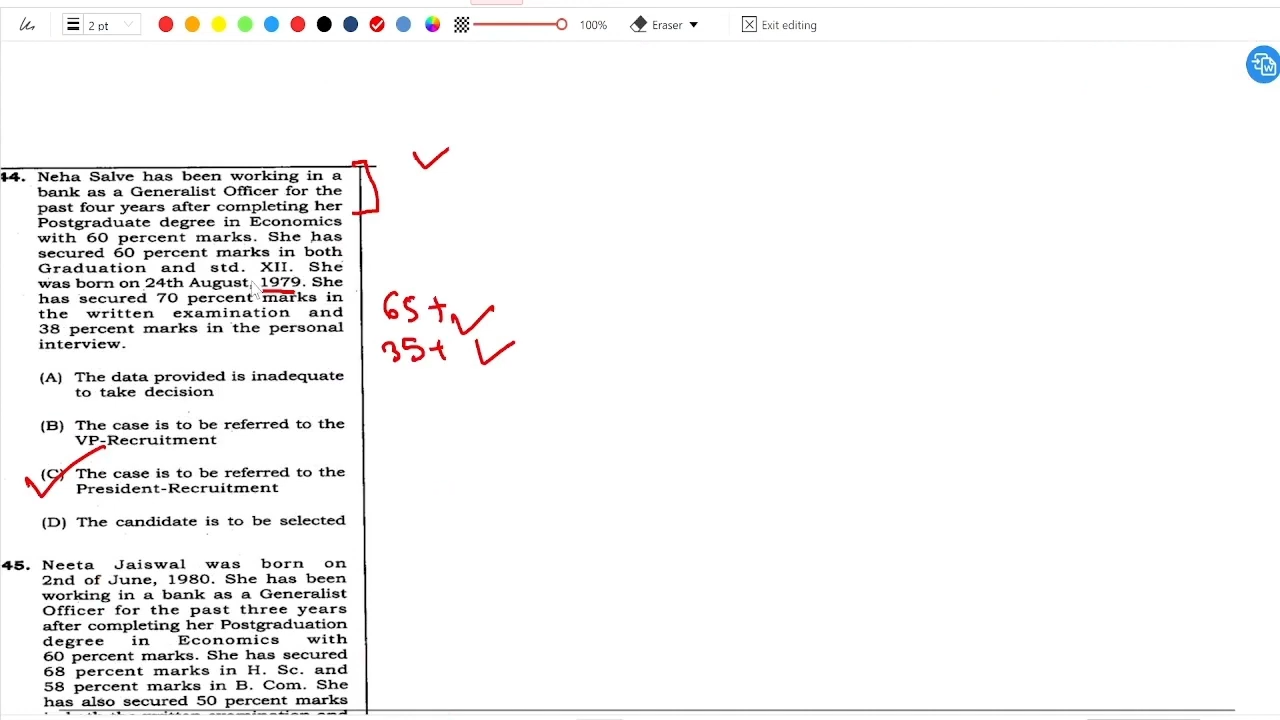 2 pt
100%
Eraser
Exit editing
44. Neha Salve has been working in a
bank as a Generalist Officer for the
past four years after completing her
Postgraduate degree in Economics
with 60 percent marks. She has
secured 60 percent marks in both
Graduation and std. XII. She
was born on 24th August, 1979. She
has secured 70 percent marks in
the written examination and
38 percent marks in the personal
interview.
65+
35+
(A) The data provided is inadequate
to take decision
(B) The case is to be referred to the
VP-Recruitment
(C) The case is to be referred to the
President-Recruitment
(D) The candidate is to be selected
45. Neeta Jaiswal was born on
2nd of June, 1980. She has been
working in a bank as a Generalist
Officer for the past three years
after completing her Postgraduation
degree in Economics with
60 percent marks. She has secured
68 percent marks in H. Sc. and
58 percent marks in B. Com. She
has also secured 50 percent marks